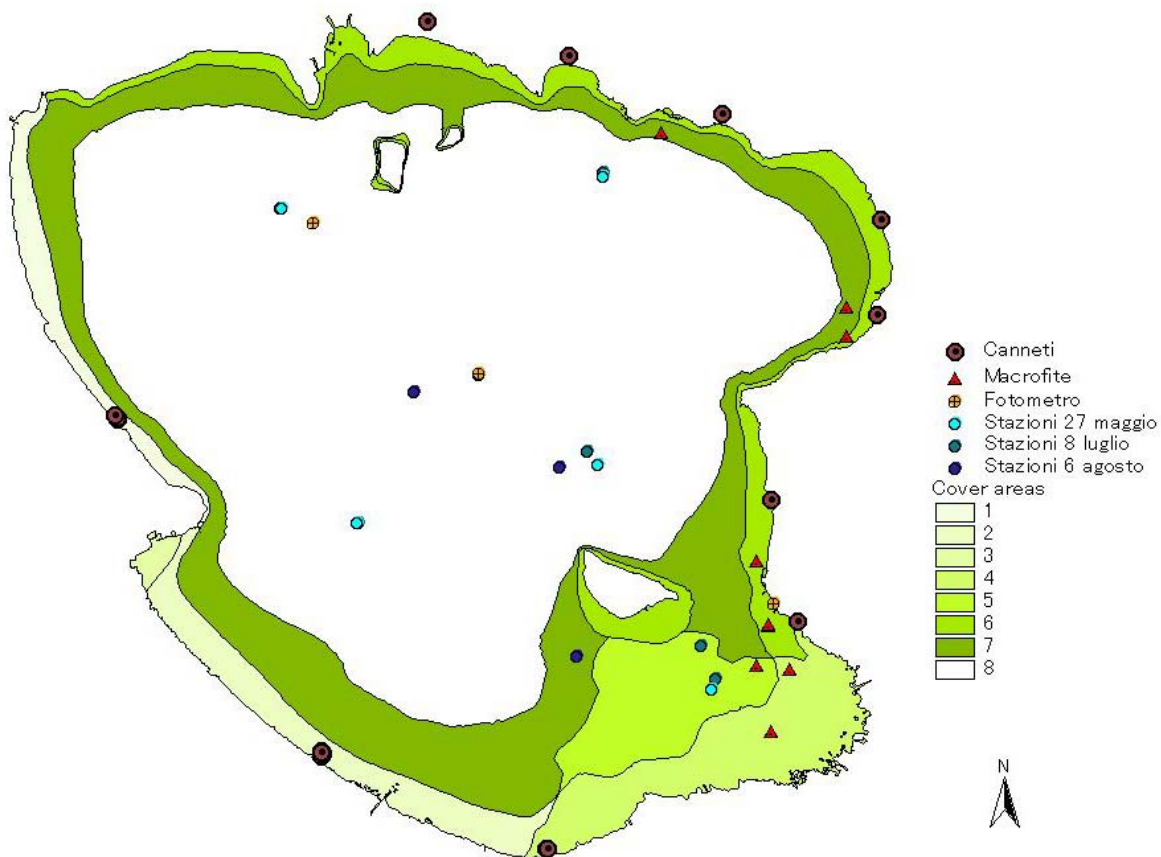 Canneti
Macrofite
Fotometro
Stazioni 27 maggio
Stazioni 8 luglio
Stazioni 6 agosto
Cover areas
1
2
3
4
5
6
7
8
N